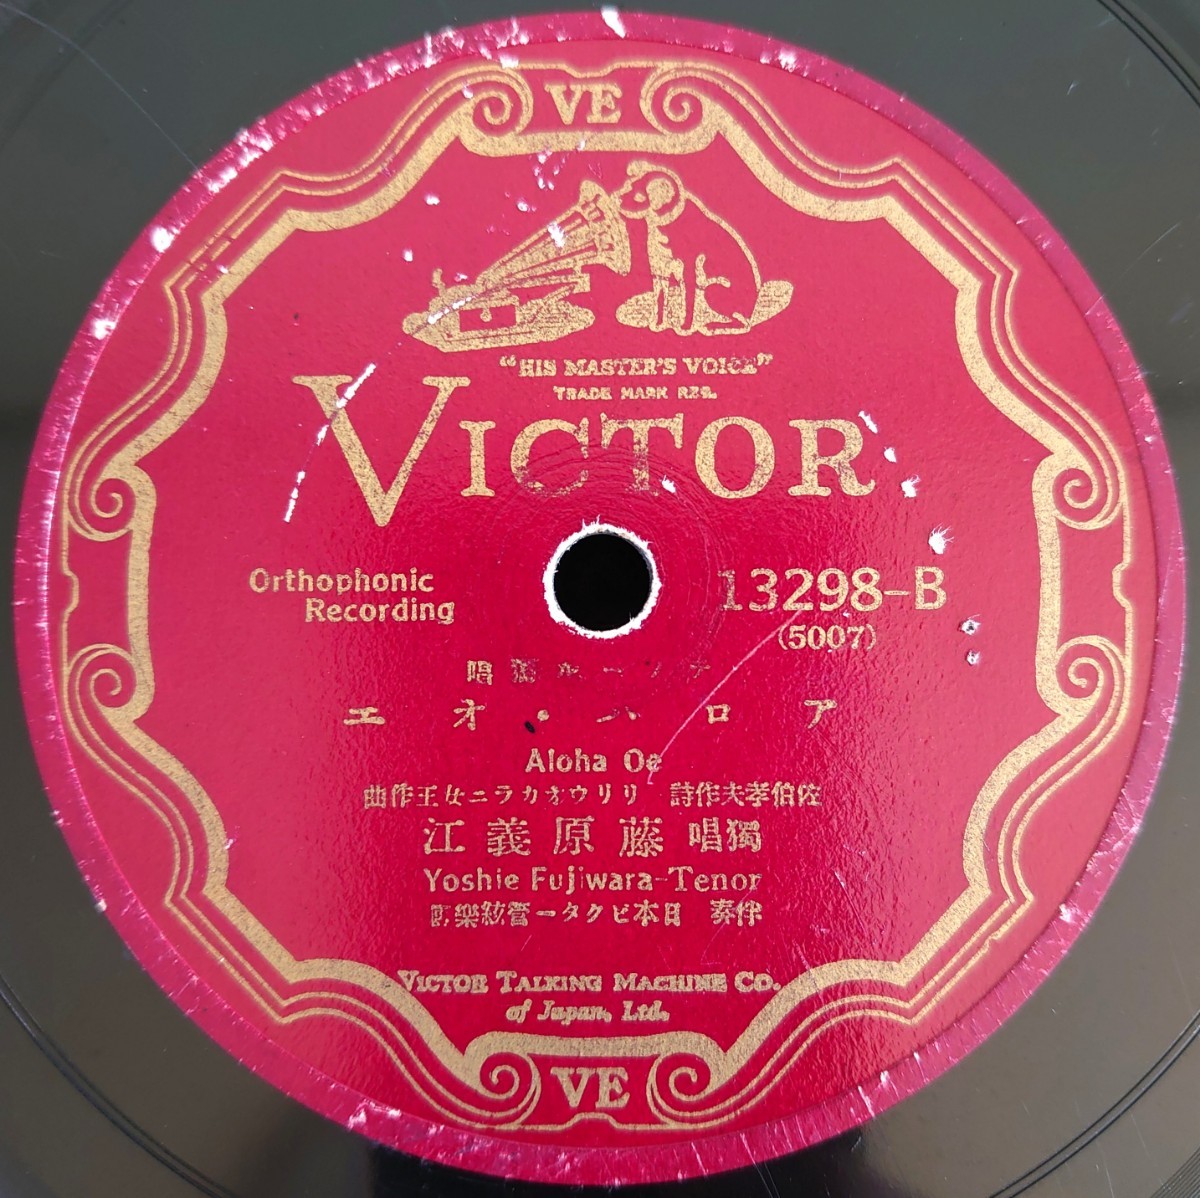 VE
"HIS MASTER'S VOICE"
TRADE MARK REG.
VICTOR
Orthophonic
Recording
13298-B
(5007)
テノール獨唱
アロハ・オエ
Aloha Oe
佐伯孝夫作詩 リリウオカラニ女王作曲
獨唱 藤原義江
Yoshie Fujiwara-Tenor
伴奏 日本ビクター管絃樂團
VICTOR TALKING MACHINE CO.
of Japan, Ltd.
VE